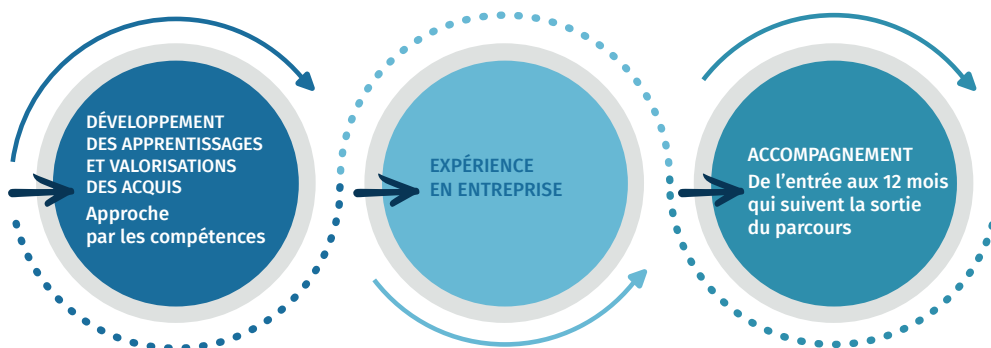 DÉVELOPPEMENT
DES APPRENTISSAGES
ET VALORISATIONS
DES ACQUIS
Approche
par les compétences
EXPÉRIENCE
EN ENTREPRISE
ACCOMPAGNEMENT
De l’entrée aux 12 mois
qui suivent la sortie
du parcours